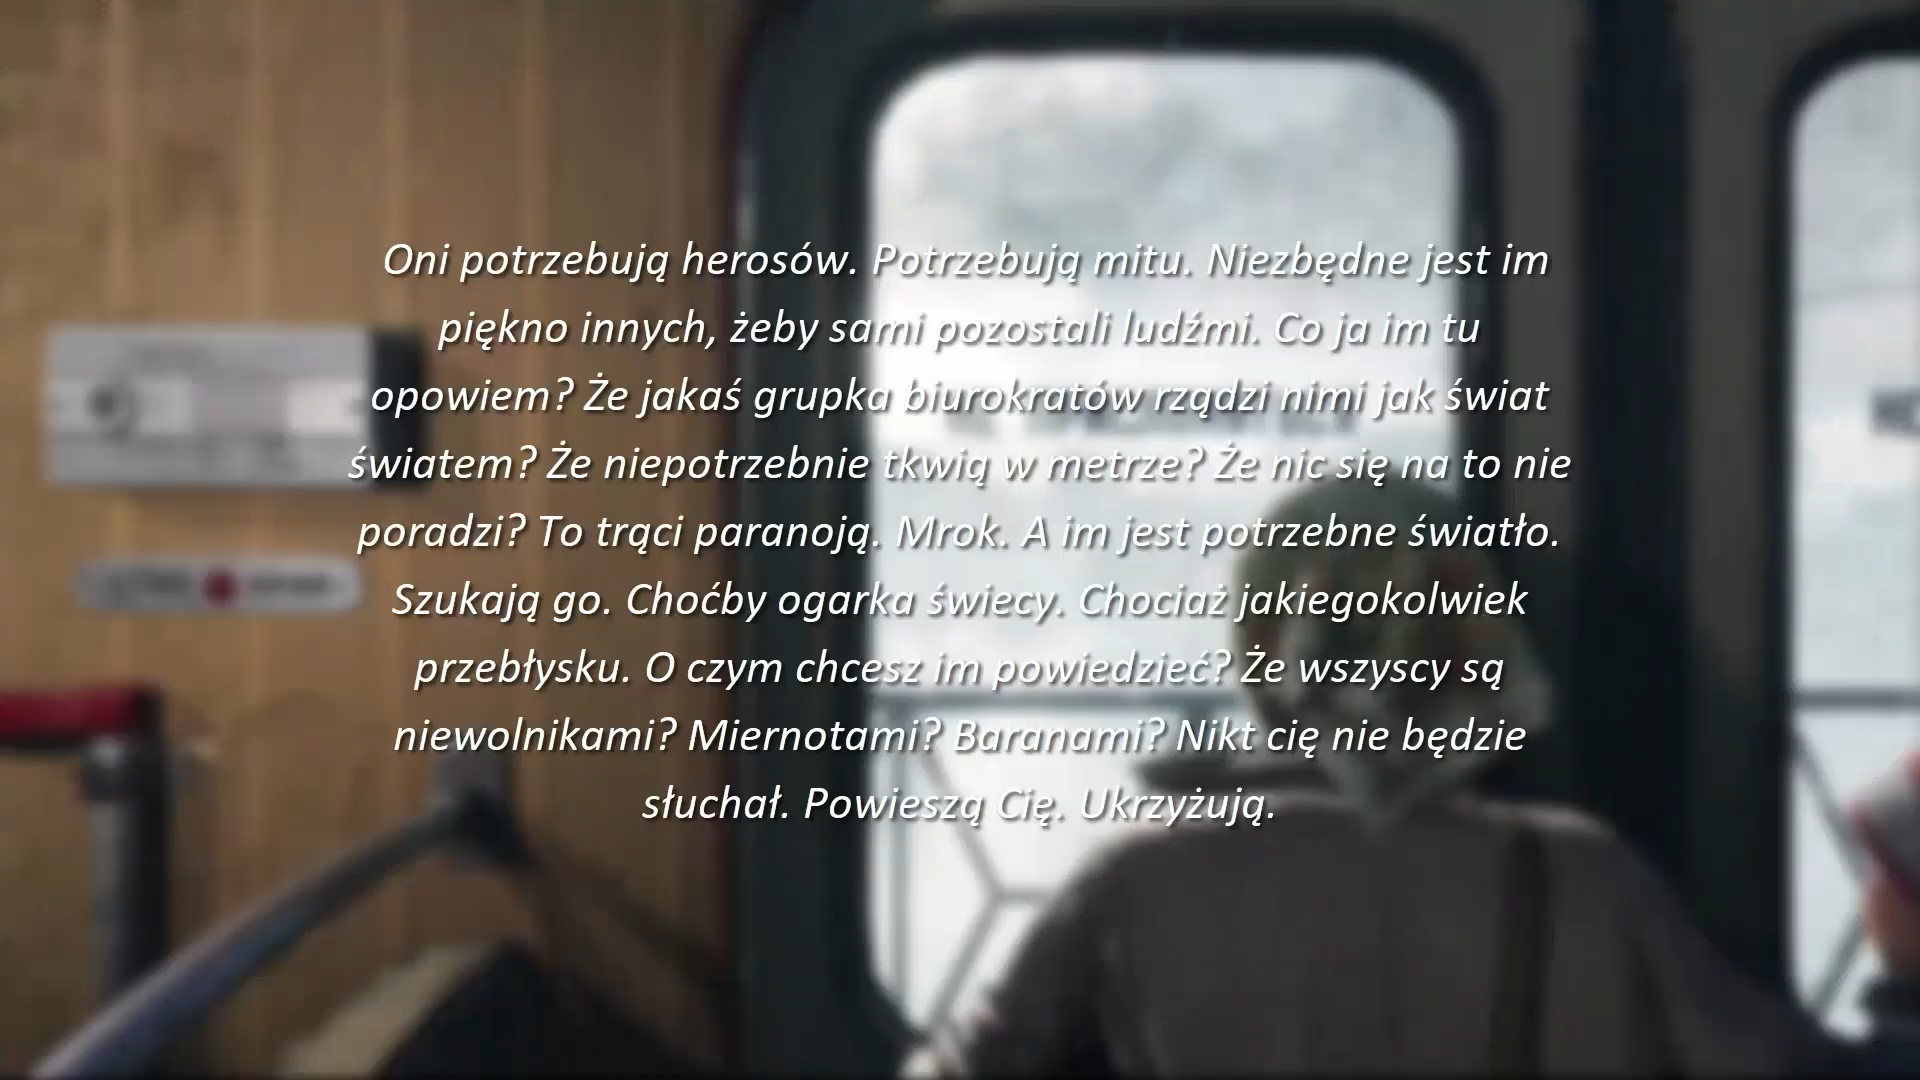 Oni potrzebują herosów. Potrzebują mitu. Niezbędne jest im
piękno innych, żeby sami pozostali ludźmi. Co ja im tu
opowiem? Że jakaś grupka biurokratów rządzi nimi jak świat
światem? Że niepotrzebnie tkwią w metrze? Że nic się na to nie
poradzi? To trąci paranoją. Mrok. A im jest potrzebne światło.
Szukają go. Choćby ogarka świecy. Chociaż jakiegokolwiek
przebłysku. O czym chcesz im powiedzieć? Że wszyscy są
niewolnikami? Miernotami? Baranami? Nikt cię nie będzie
słuchał. Powieszą Cię. Ukrzyżują.